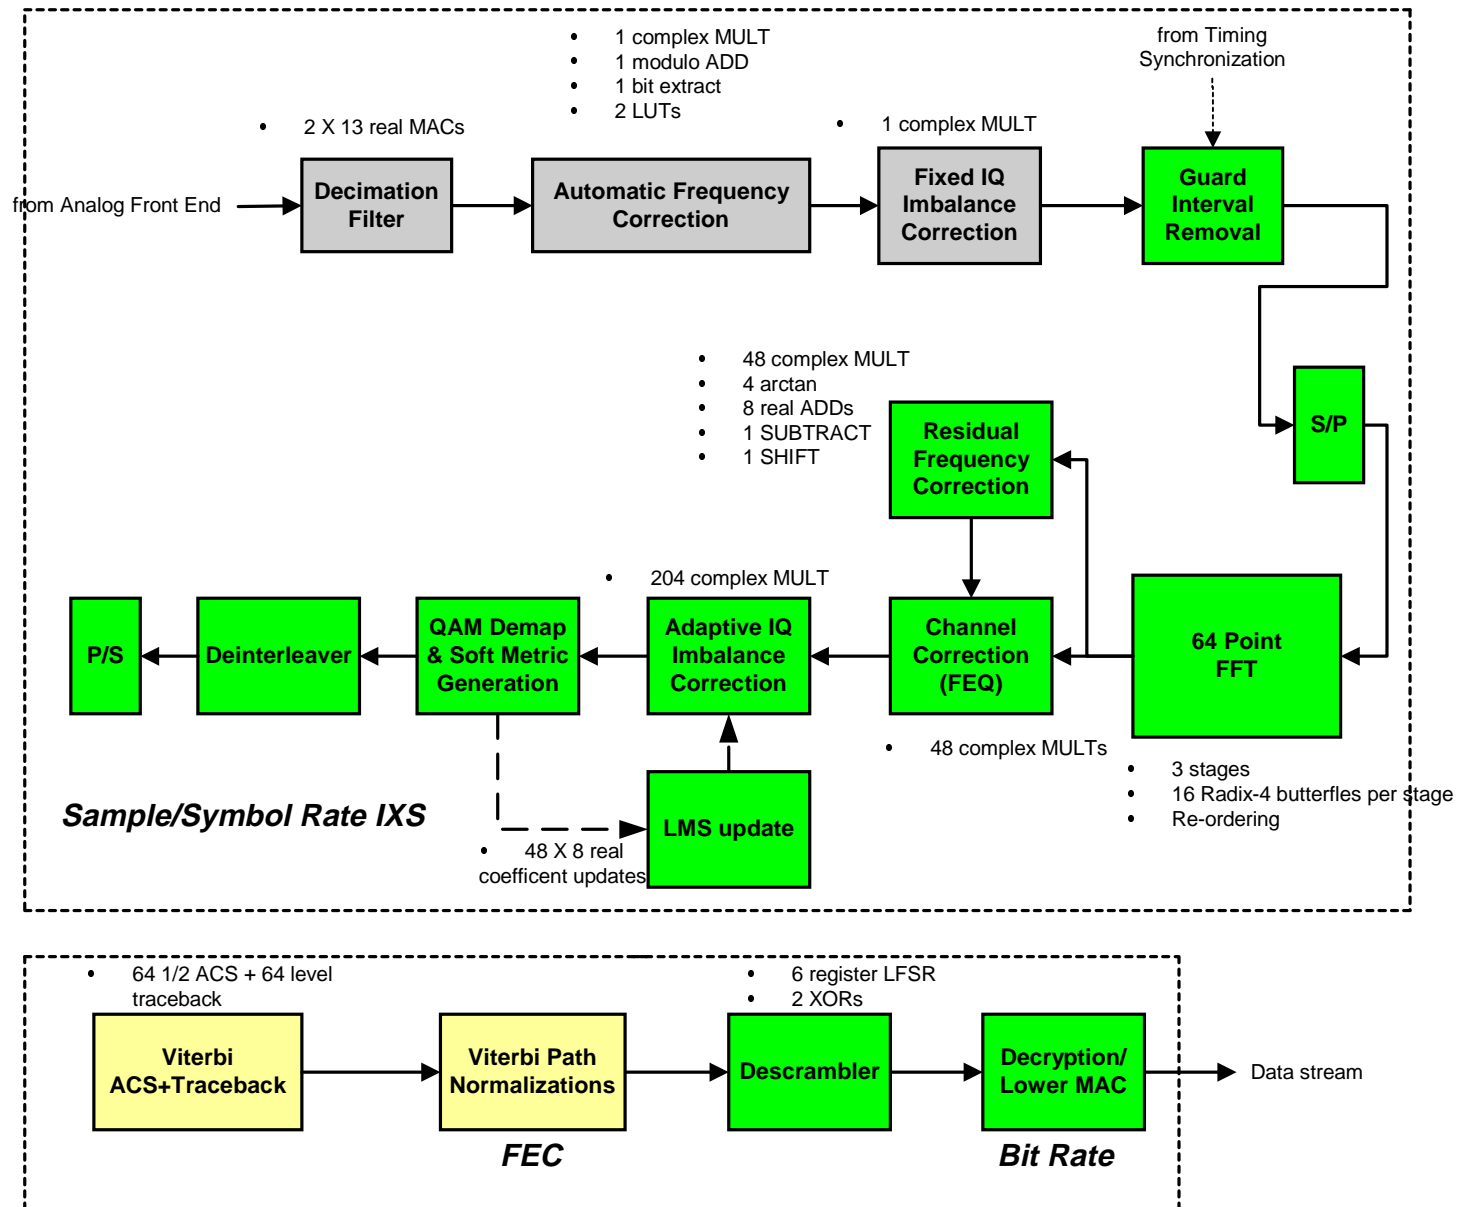 • 1 complex MULT
• 1 modulo ADD
• 1 bit extract
• 2 LUTs
from Timing
Synchronization
• 2 X 13 real MACs
• 1 complex MULT
from Analog Front End
Decimation
Filter
Automatic Frequency
Correction
Fixed IQ
Imbalance
Correction
Guard
Interval
Removal
S/P
• 48 complex MULT
• 4 arctan
• 8 real ADDs
• 1 SUBTRACT
• 1 SHIFT
Residual
Frequency
Correction
• 204 complex MULT
P/S
Deinterleaver
QAM Demap
& Soft Metric
Generation
Adaptive IQ
Imbalance
Correction
Channel
Correction
(FEQ)
64 Point
FFT
• 48 complex MULTs
• 3 stages
• 16 Radix-4 butterfles per stage
• Re-ordering
Sample/Symbol Rate IXS
LMS update
• 48 X 8 real
coefficent updates
• 64 1/2 ACS + 64 level
traceback
• 6 register LFSR
• 2 XORs
Viterbi
ACS+Traceback
Viterbi Path
Normalizations
Descrambler
Decryption/
Lower MAC
Data stream
FEC
Bit Rate